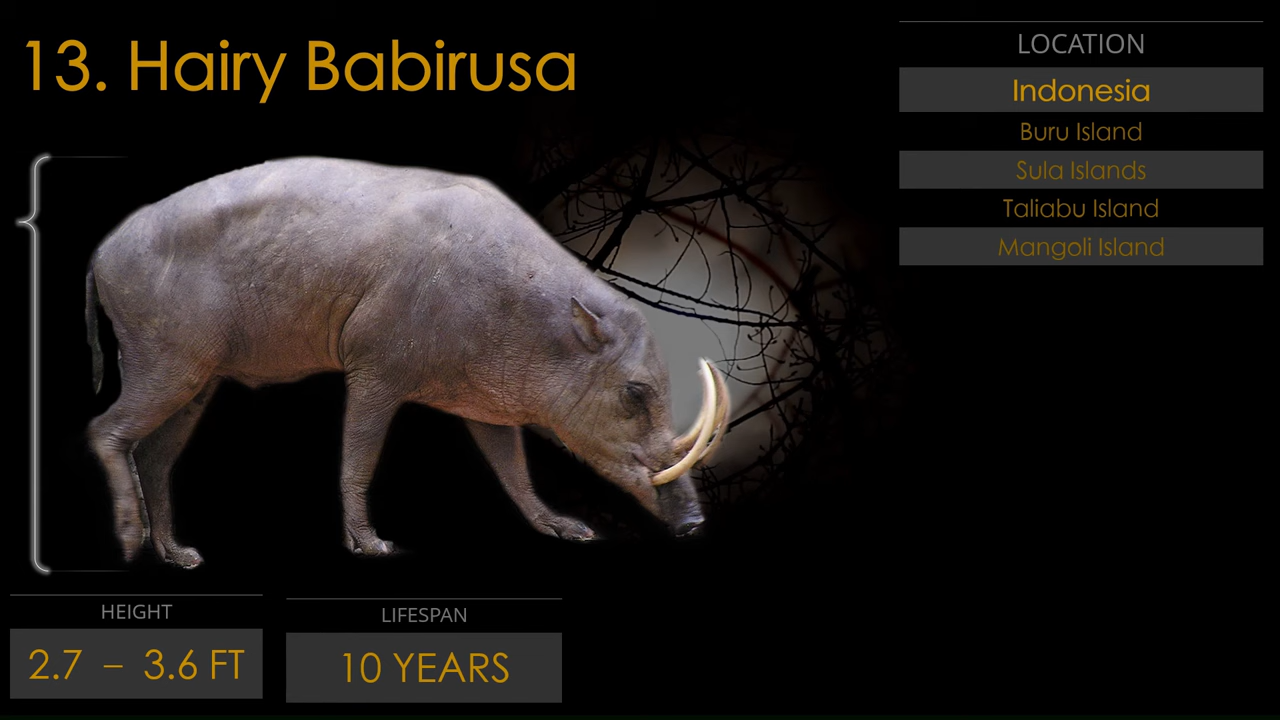 13. Hairy Babirusa
LOCATION
Indonesia
Buru Island
Sula Islands
Taliabu Island
Mangoli Island
HEIGHT
2.7 – 3.6 FT
LIFESPAN
10 YEARS